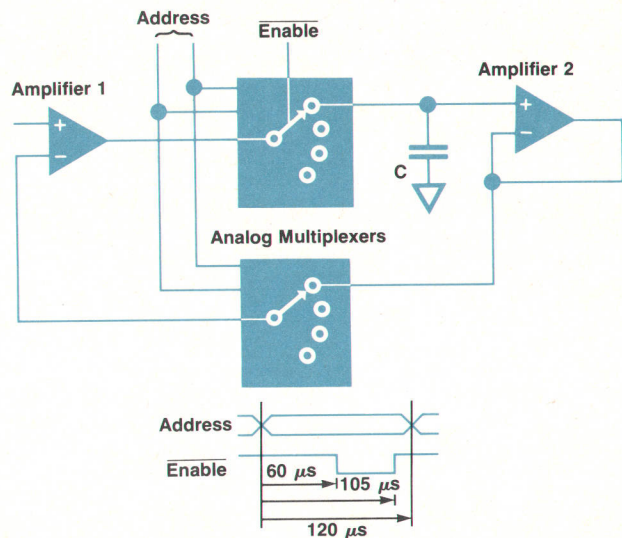 Address
Enable
Amplifier 1
Amplifier 2
+
−
+
−
C
Analog Multiplexers
Address
Enable
60 μs
105 μs
120 μs